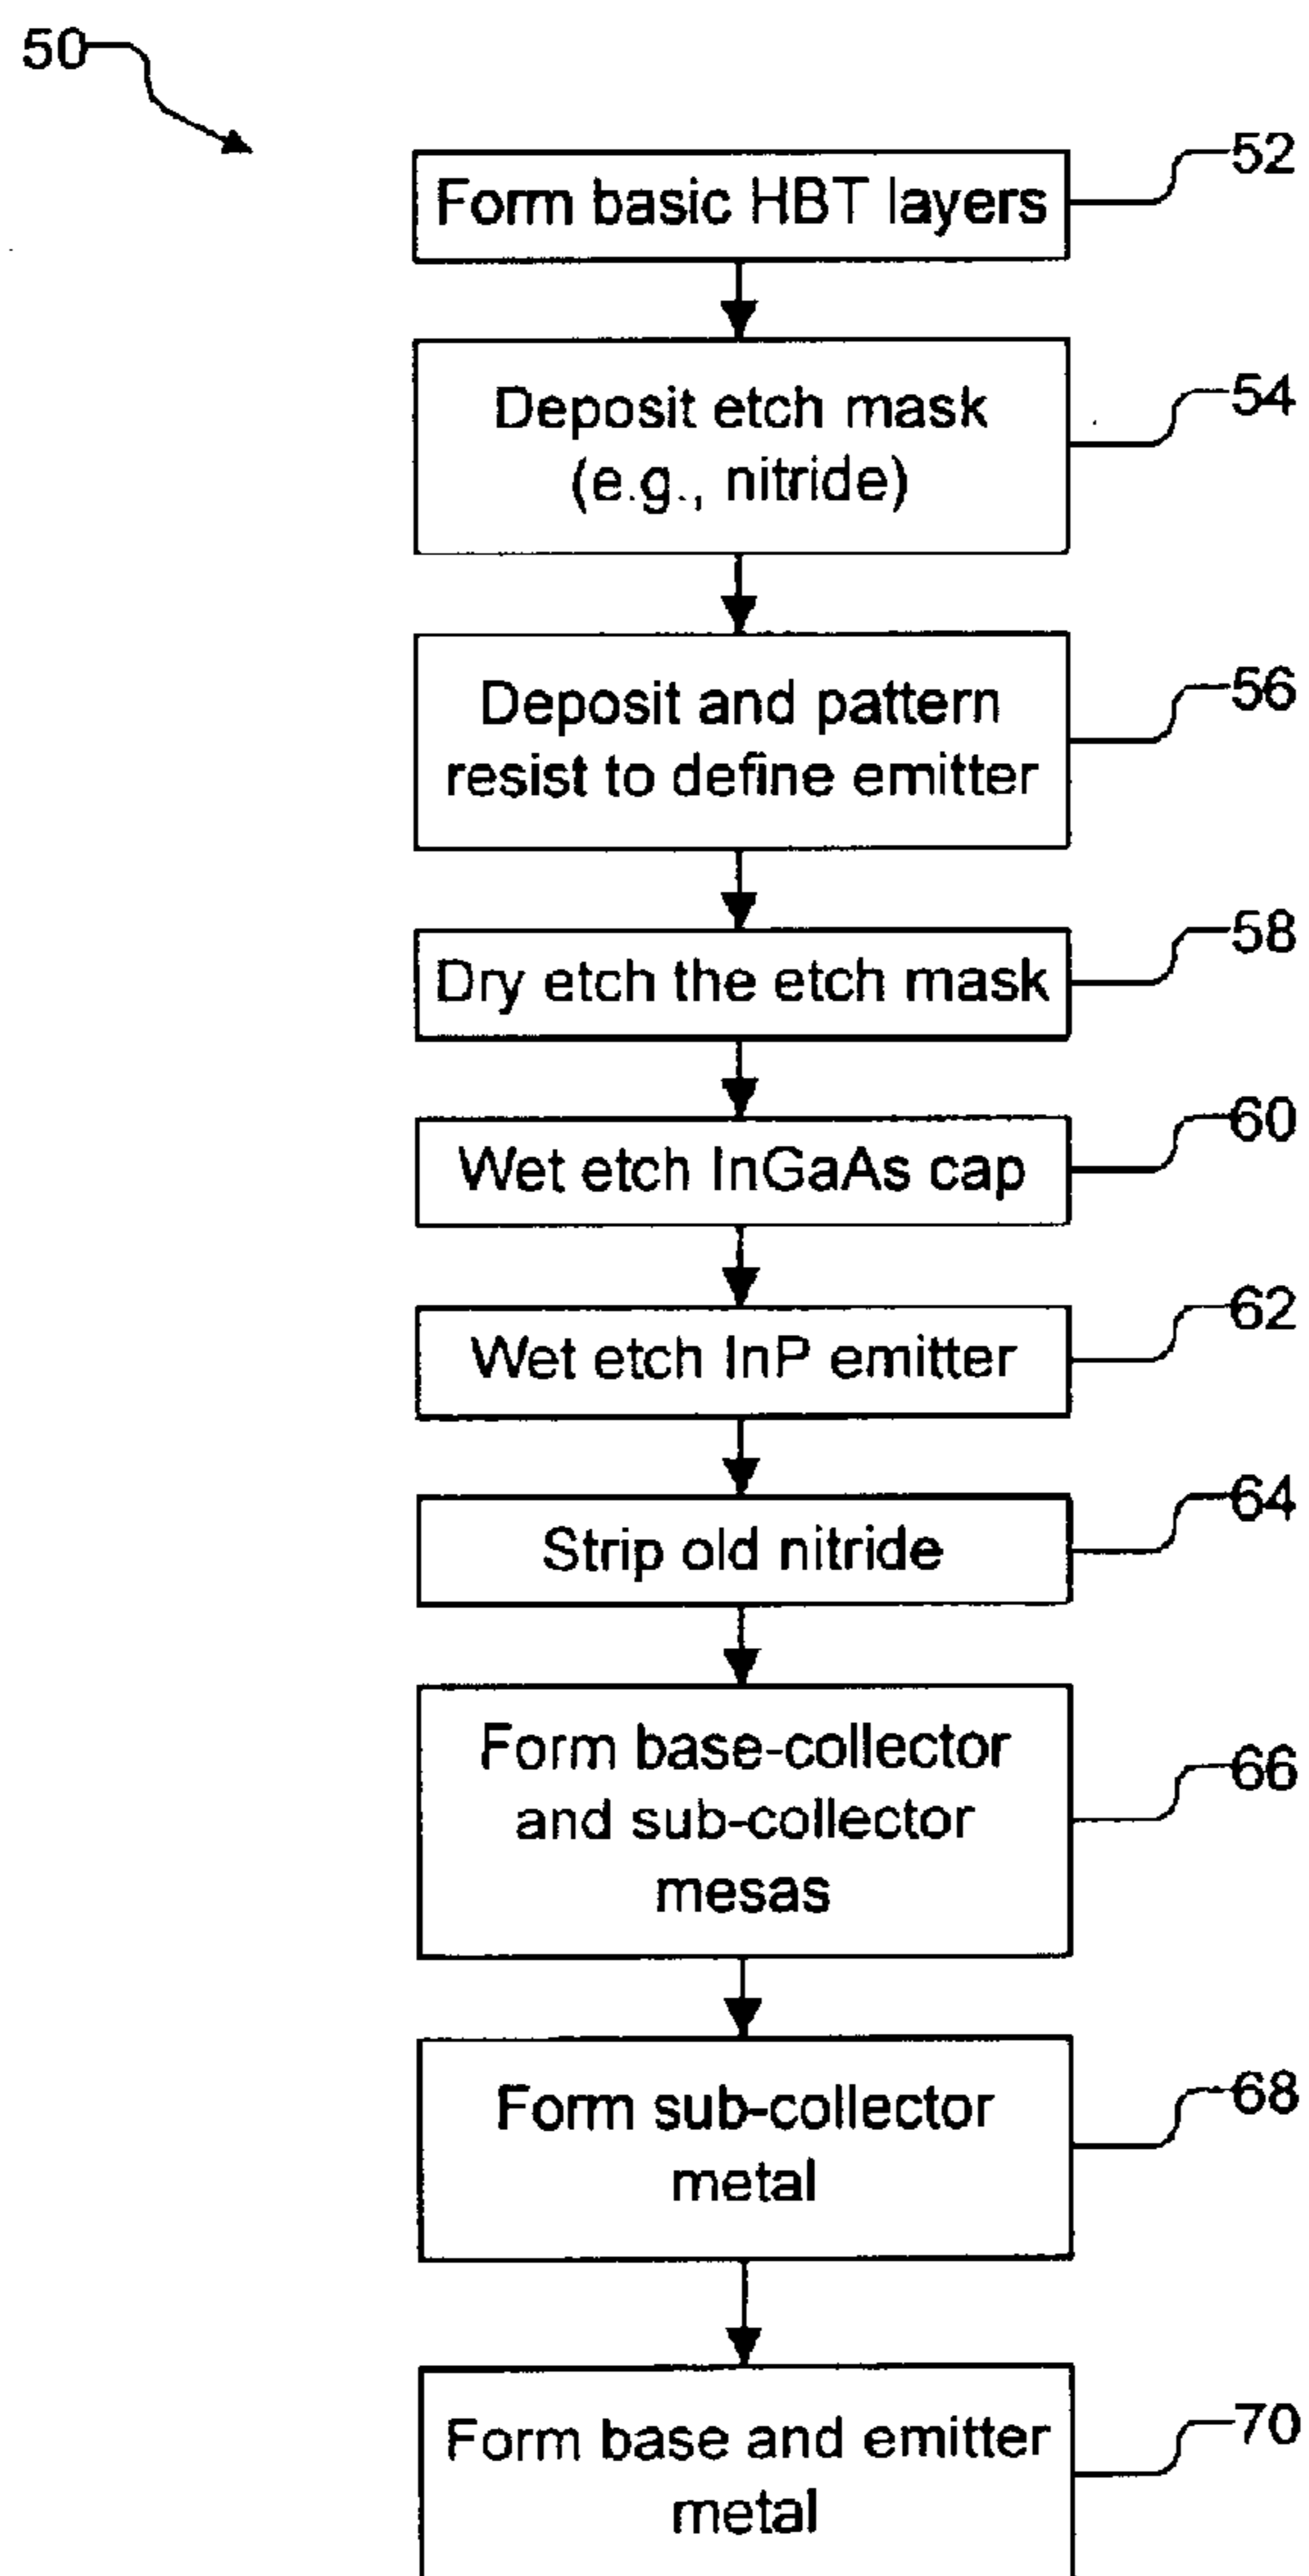 50
52
Form basic HBT layers
54
Deposit etch mask
(e.g., nitride)
56
Deposit and pattern
resist to define emitter
58
Dry etch the etch mask
60
Wet etch InGaAs cap
62
Wet etch InP emitter
64
Strip old nitride
66
Form base-collector
and sub-collector
mesas
68
Form sub-collector
metal
70
Form base and emitter
metal